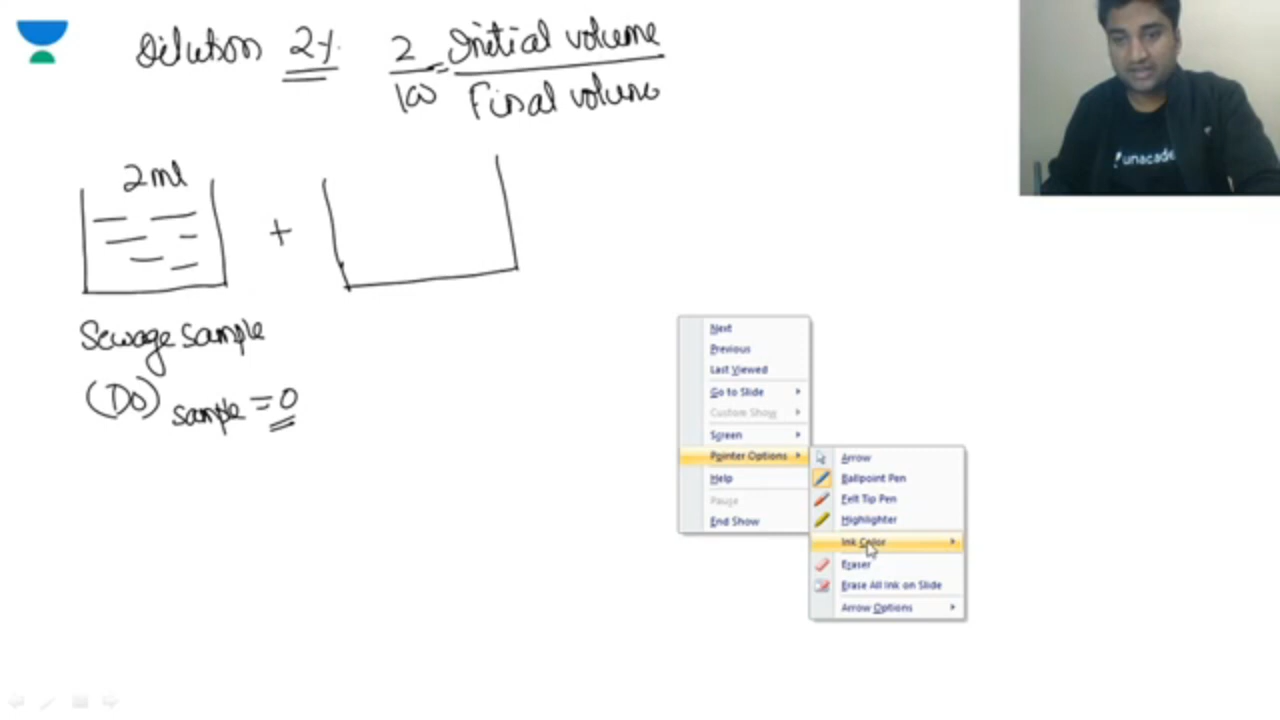 Dilution 2% 2/100 = Initial volume / Final volume
2ml
+
Sewage sample
(DO) sample = 0
unacade
Next
Previous
Last Viewed
Go to Slide
Custom Show
Screen
Pointer Options
Help
Pause
End Show
Arrow
Ballpoint Pen
Felt Tip Pen
Highlighter
Ink Color
Eraser
Erase All Ink on Slide
Arrow Options